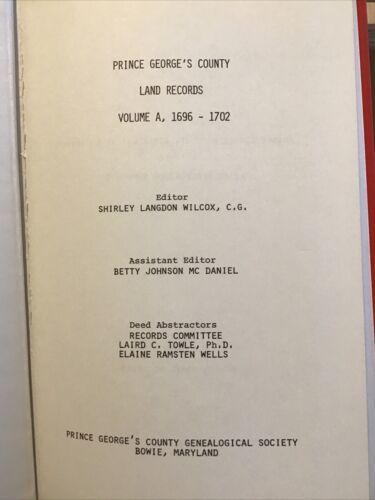 PRINCE GEORGE'S COUNTY
LAND RECORDS
VOLUME A, 1696 - 1702
Editor
SHIRLEY LANGDON WILCOX, C.G.
Assistant Editor
BETTY JOHNSON MC DANIEL
Deed Abstractors
RECORDS COMMITTEE
LAIRD C. TOWLE, Ph.D.
ELAINE RAMSTEN WELLS
PRINCE GEORGE'S COUNTY GENEALOGICAL SOCIETY
BOWIE, MARYLAND